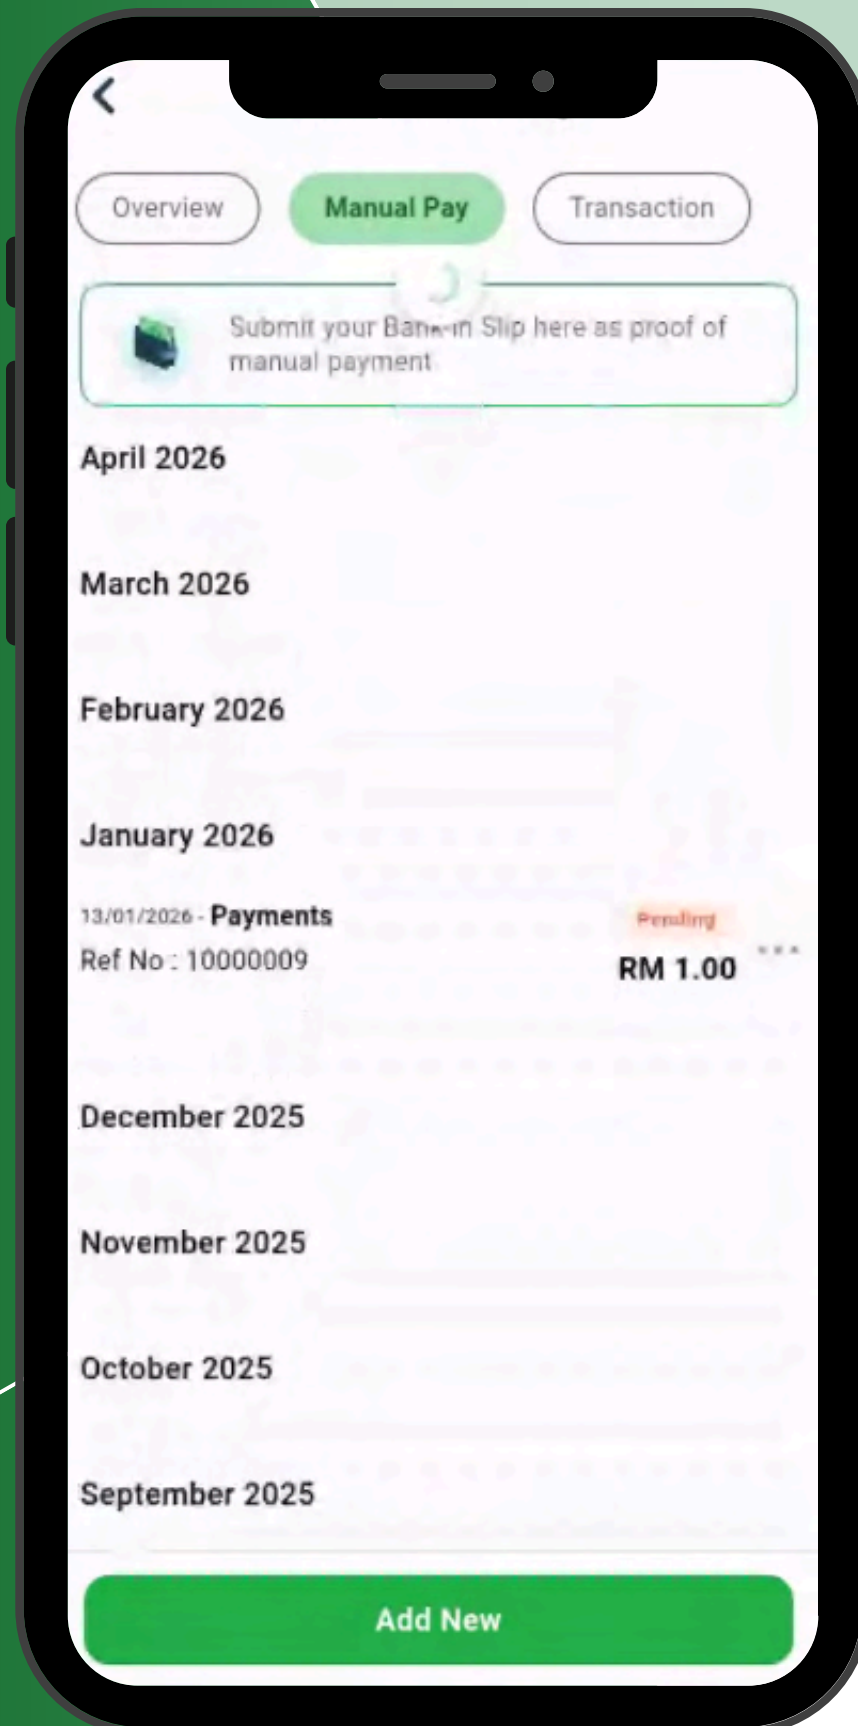 Overview
Manual Pay
Transaction
Submit your Bank-in Slip here as proof of
manual payment.
April 2026
March 2026
February 2026
January 2026
13/01/2026 - Payments
Pending
Ref No : 10000009
RM 1.00
December 2025
November 2025
October 2025
September 2025
Add New